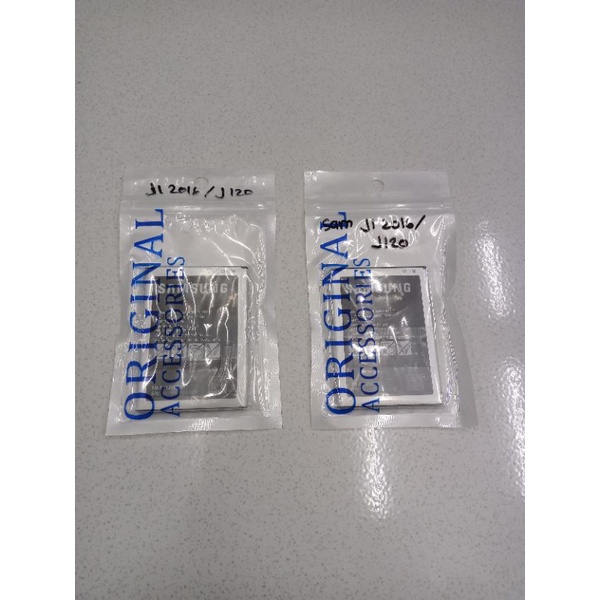 J1 2016/J120
ORIGINAL
ACCESSORIES
SAMSUNG
sam J1 2016/
J120
ORIGINAL
ACCESSORIES
SAMSUNG